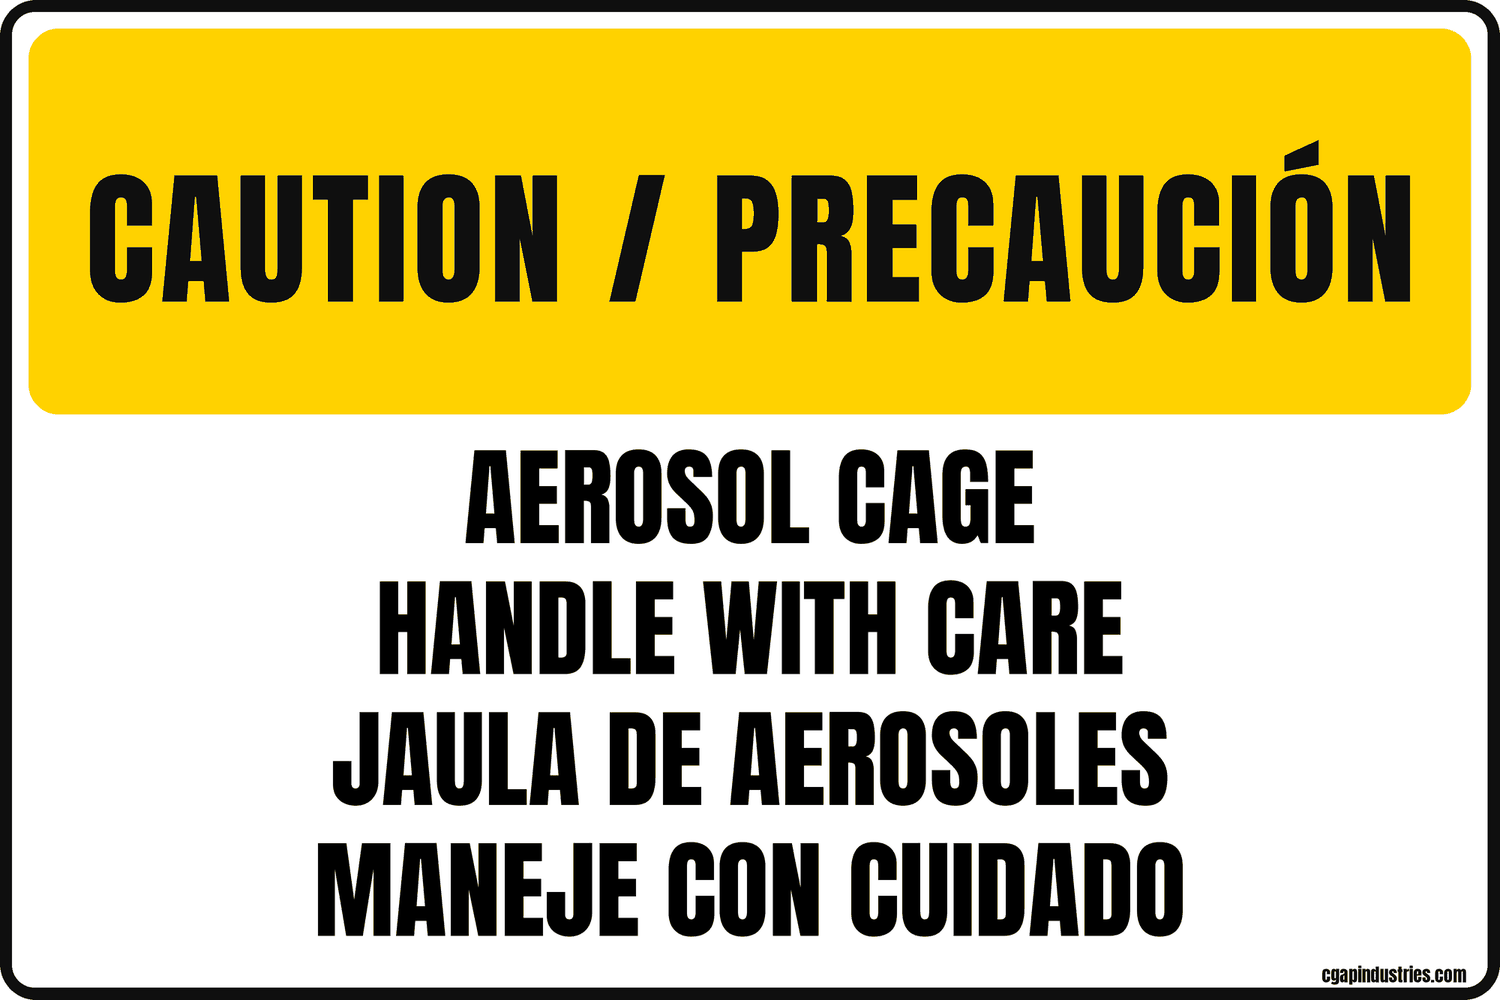 CAUTION / PRECAUCIÓN
AEROSOL CAGE
HANDLE WITH CARE
JAULA DE AEROSOLES
MANEJE CON CUIDADO
cgapindustries.com